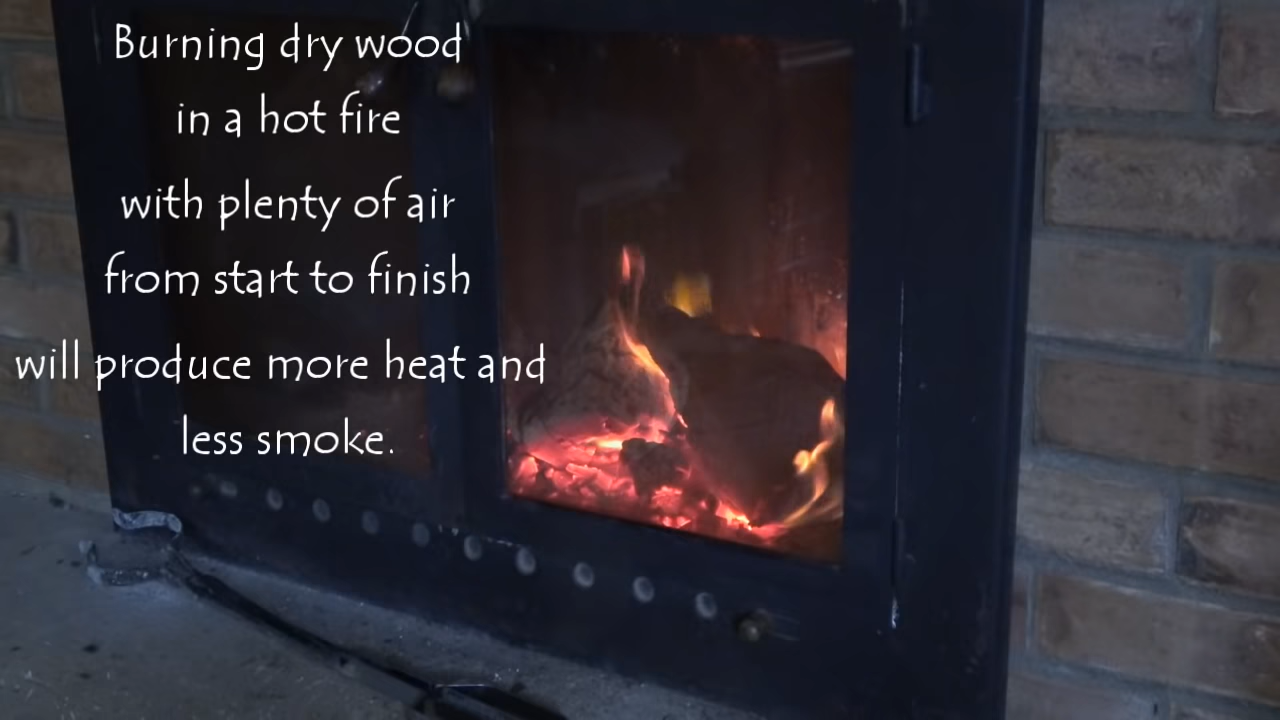 Burning dry wood
in a hot fire
with plenty of air
from start to finish
will produce more heat and
less smoke.